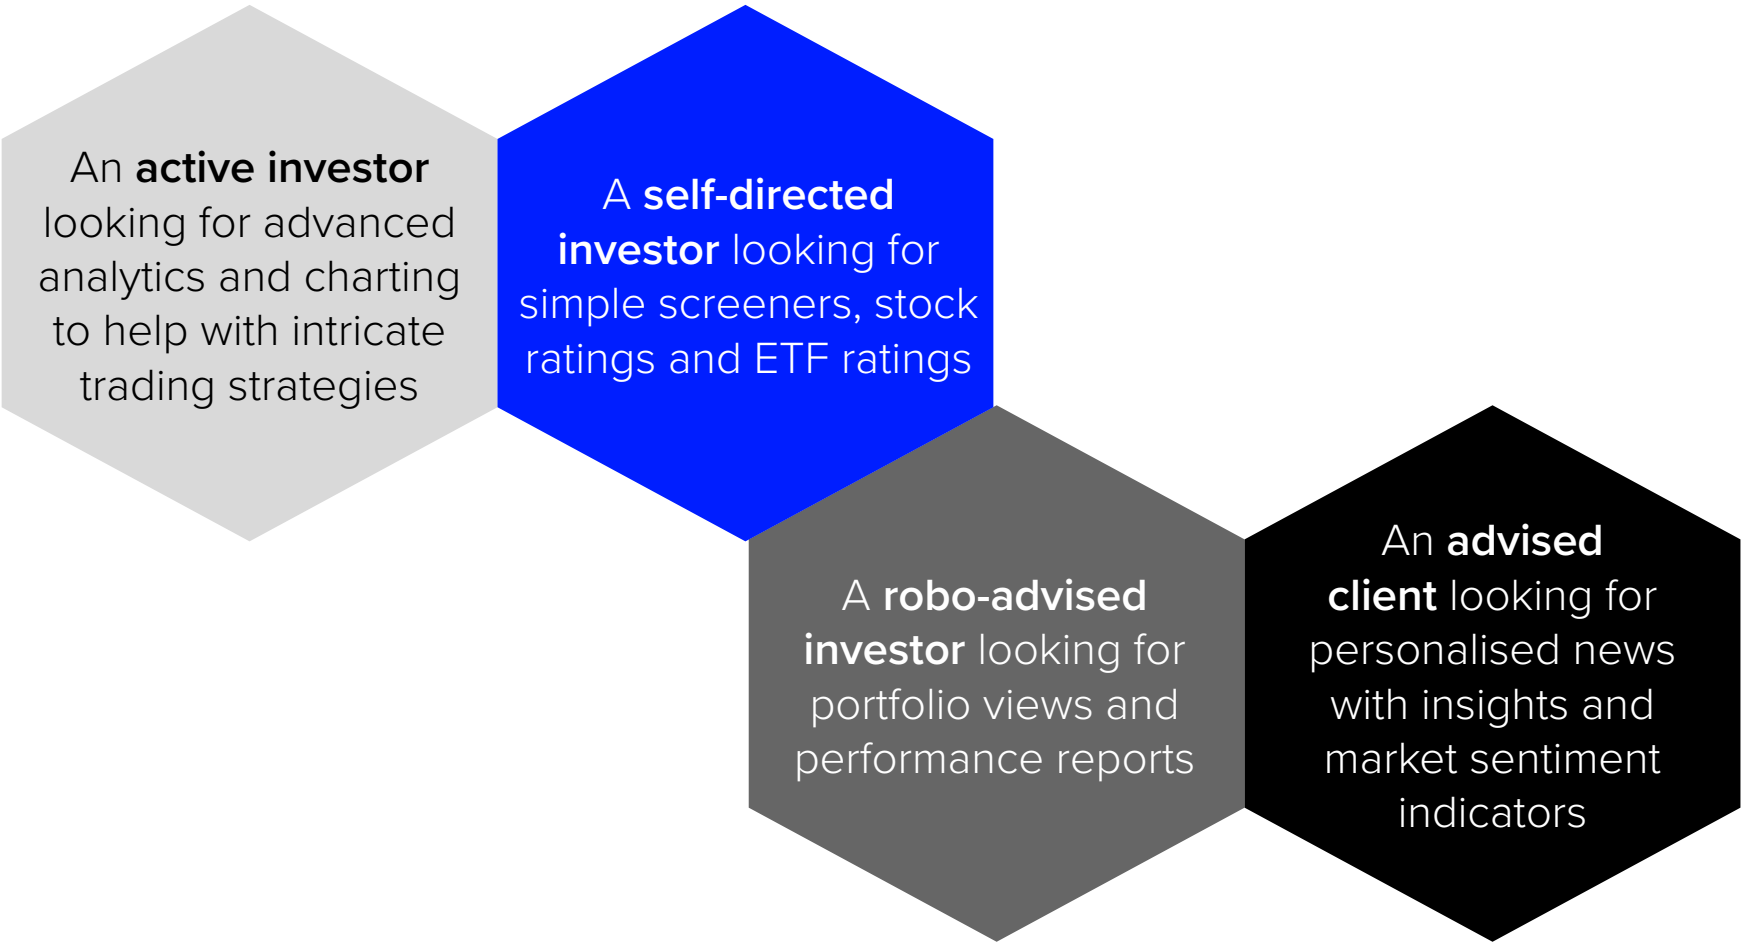 An active investor
looking for advanced
analytics and charting
to help with intricate
trading strategies
A self-directed
investor looking for
simple screeners, stock
ratings and ETF ratings
A robo-advised
investor looking for
portfolio views and
performance reports
An advised
client looking for
personalised news
with insights and
market sentiment
indicators